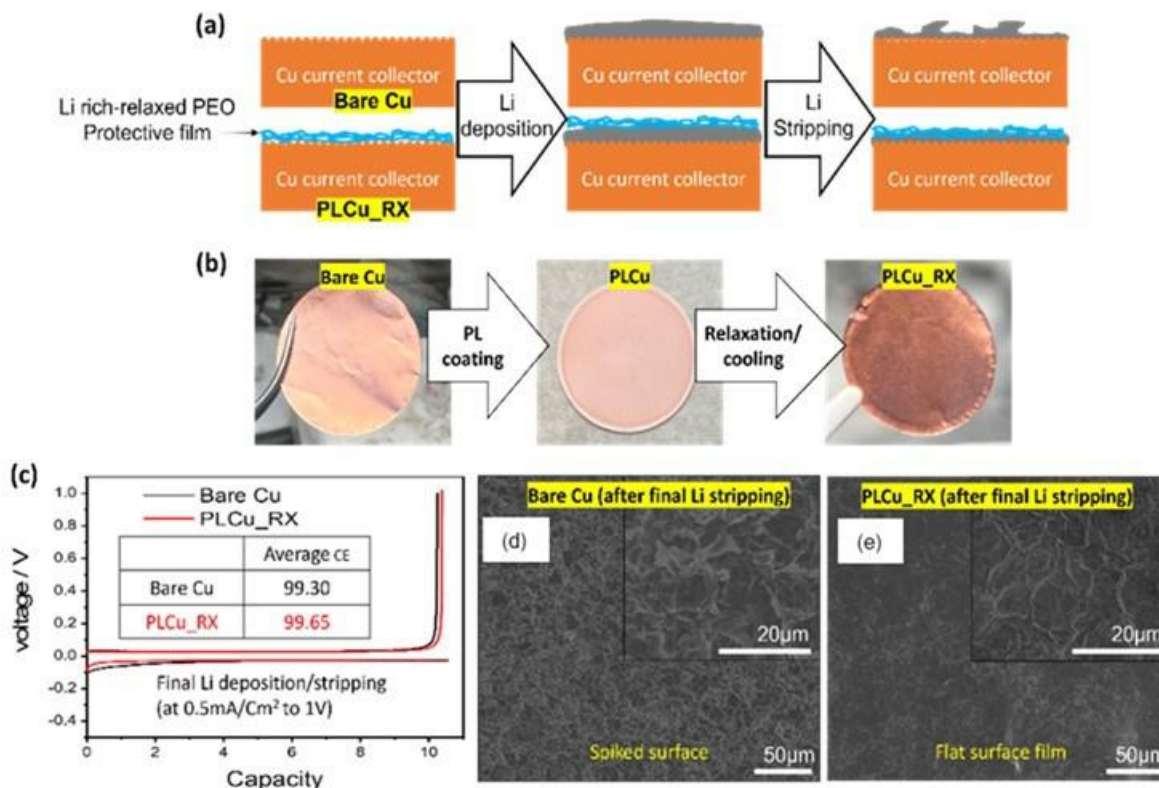 (a)
Cu current collector
Bare Cu
Li rich-relaxed PEO
Protective film
Cu current collector
PLCu_RX
Li
deposition
Cu current collector
Cu current collector
Li
Stripping
Cu current collector
Cu current collector
(b)
Bare Cu
PL
coating
PLCu
Relaxation/
cooling
PLCu_RX
(c)
voltage / V
1.0
0.8
0.6
0.4
0.2
0.0
-0.2
-0.4
Bare Cu
PLCu_RX
Average CE
Bare Cu 99.30
PLCu_RX 99.65
Final Li deposition/stripping
(at 0.5mA/Cm² to 1V)
0 2 4 6 8 10
Capacity
Bare Cu (after final Li stripping)
(d)
20μm
Spiked surface
50μm
PLCu_RX (after final Li stripping)
(e)
20μm
Flat surface film
50μm